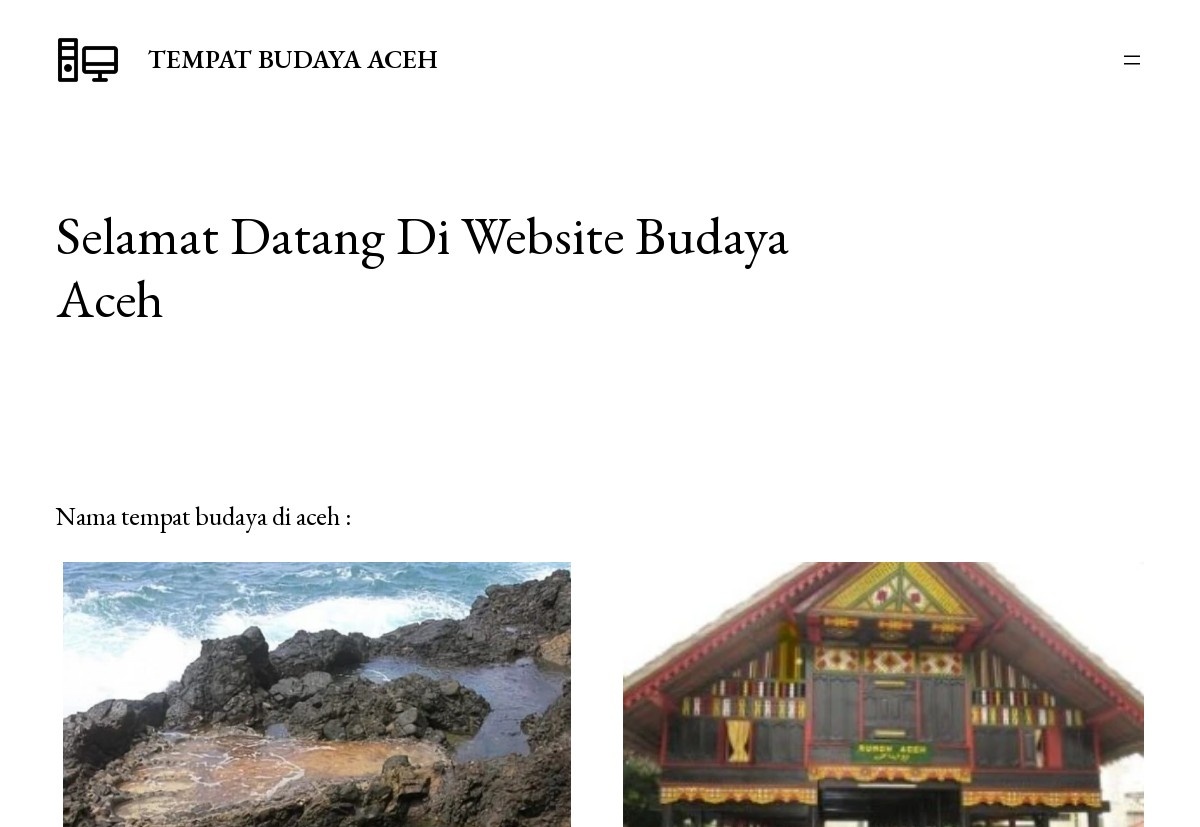 TEMPAT BUDAYA ACEH
Selamat Datang Di Website Budaya
Aceh
Nama tempat budaya di aceh :
RUMOH ACEH